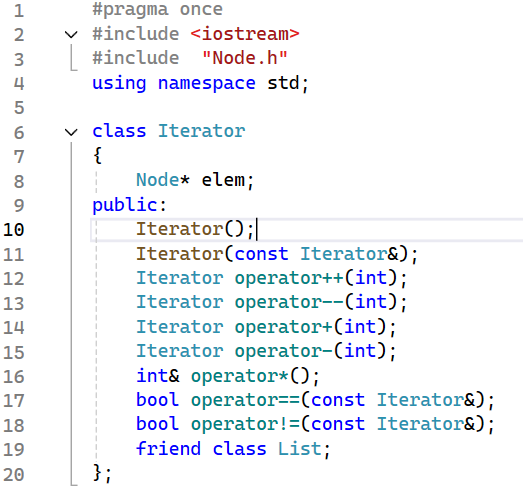 1 #pragma once
2 #include <iostream>
3 #include  "Node.h"
4 using namespace std;
5
6 class Iterator
7 {
8     Node* elem;
9 public:
10     Iterator();
11     Iterator(const Iterator&);
12     Iterator operator++(int);
13     Iterator operator--(int);
14     Iterator operator+(int);
15     Iterator operator-(int);
16     int& operator*();
17     bool operator==(const Iterator&);
18     bool operator!=(const Iterator&);
19     friend class List;
20 };